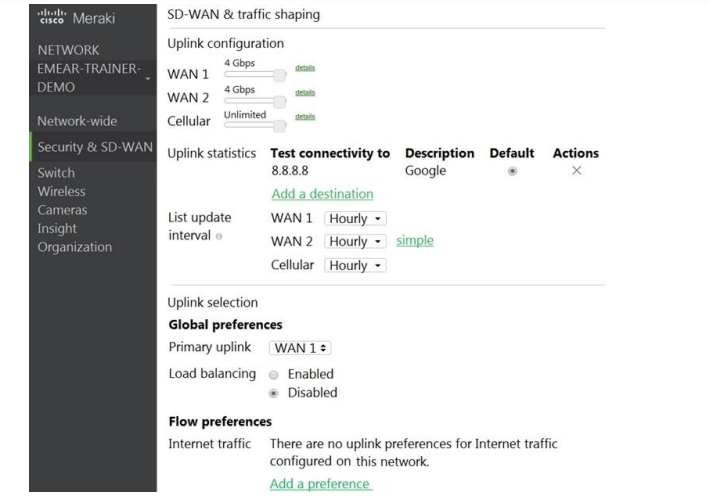 cisco Meraki
NETWORK
EMEAR-TRAINER-
DEMO
Network-wide
Security & SD-WAN
Switch
Wireless
Cameras
Insight
Organization
SD-WAN & traffic shaping
Uplink configuration
WAN 1 4 Gbps details
WAN 2 4 Gbps details
Cellular Unlimited details
Uplink statistics Test connectivity to Description Default Actions
8.8.8.8 Google
Add a destination
List update WAN 1 Hourly
interval WAN 2 Hourly simple
Cellular Hourly
Uplink selection
Global preferences
Primary uplink WAN 1
Load balancing Enabled
Disabled
Flow preferences
Internet traffic There are no uplink preferences for Internet traffic
configured on this network.
Add a preference